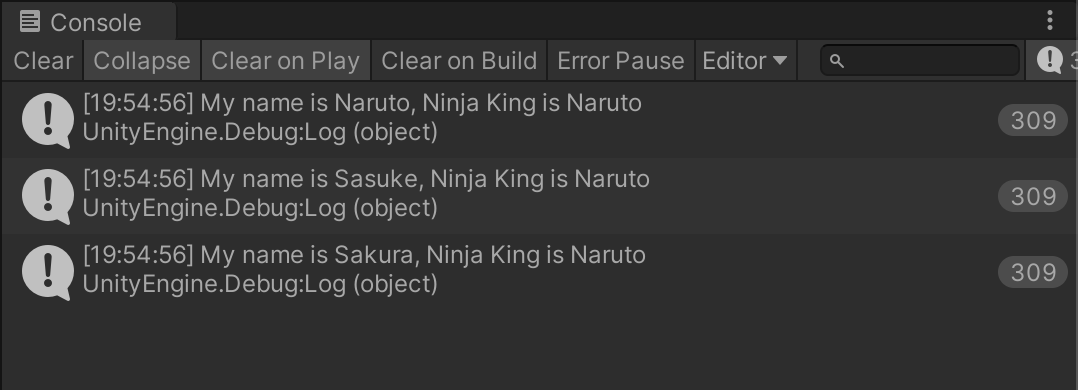 Console
Clear Collapse Clear on Play Clear on Build Error Pause Editor
[19:54:56] My name is Naruto, Ninja King is Naruto
UnityEngine.Debug:Log (object)
309
[19:54:56] My name is Sasuke, Ninja King is Naruto
UnityEngine.Debug:Log (object)
309
[19:54:56] My name is Sakura, Ninja King is Naruto
UnityEngine.Debug:Log (object)
309